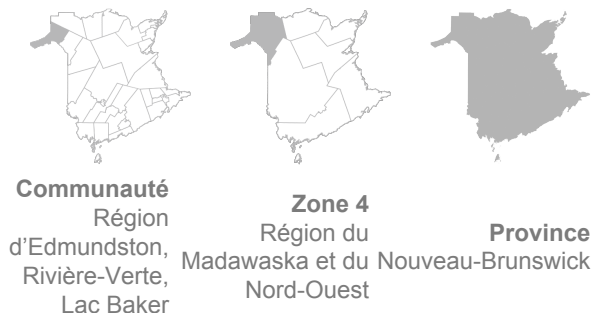 Communauté
Région
d'Edmundston,
Rivière-Verte,
Lac Baker
Zone 4
Région du
Madawaska et du
Nord-Ouest
Province
Nouveau-Brunswick